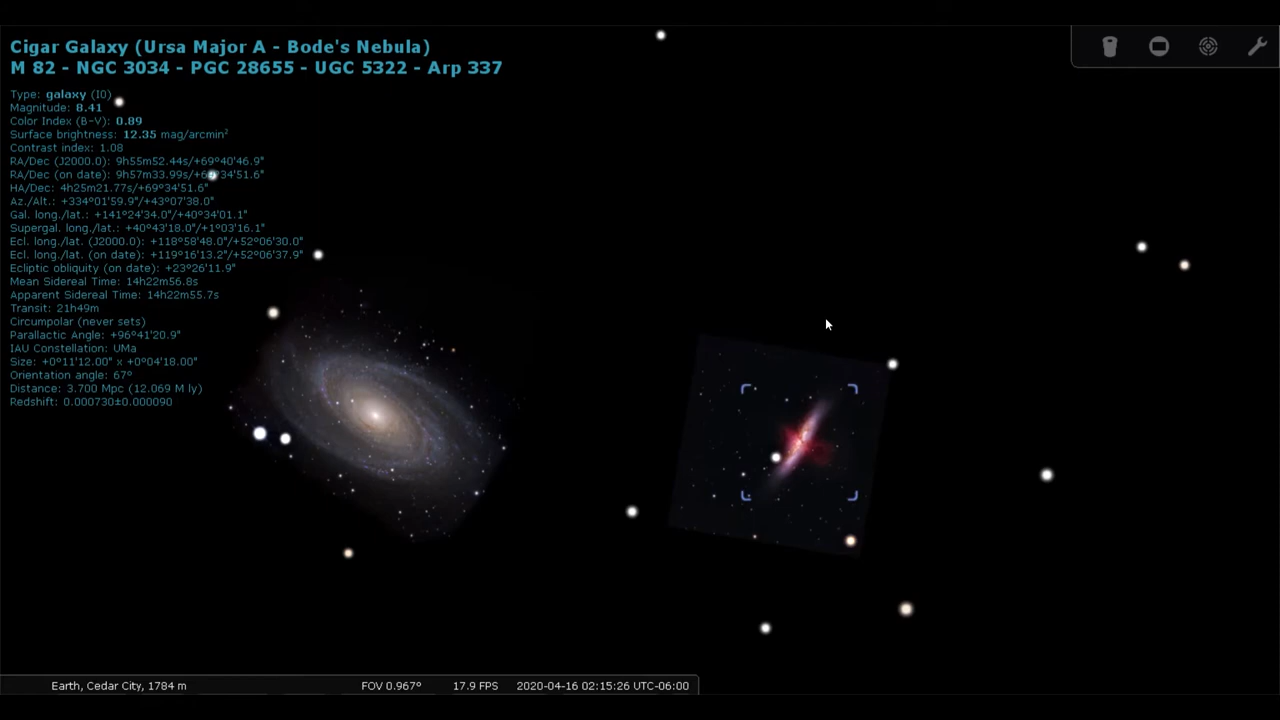 Cigar Galaxy (Ursa Major A - Bode's Nebula)
M 82 - NGC 3034 - PGC 28655 - UGC 5322 - Arp 337
Type: galaxy (I0)
Magnitude: 8.41
Color Index (B-V): 0.89
Surface brightness: 12.35 mag/arcmin²
Contrast index: 1.08
RA/Dec (J2000.0): 9h55m52.44s/+69°40'46.9"
RA/Dec (on date): 9h57m33.99s/+69°34'51.6"
HA/Dec: 4h25m21.77s/+69°34'51.6"
Az./Alt.: +334°01'59.9"/+43°07'38.0"
Gal. long./lat.: +141°24'34.0"/+40°34'01.1"
Supergal. long./lat.: +40°43'18.0"/+1°03'16.1"
Ecl. long./lat. (J2000.0): +118°58'48.0"/+52°06'30.0"
Ecl. long./lat. (on date): +119°16'13.2"/+52°06'37.9"
Ecliptic obliquity (on date): +23°26'11.9"
Mean Sidereal Time: 14h22m56.8s
Apparent Sidereal Time: 14h22m55.7s
Transit: 21h49m
Circumpolar (never sets)
Parallactic Angle: +96°41'20.9"
IAU Constellation: UMa
Size: +0°11'12.00" x +0°04'18.00"
Orientation angle: 67°
Distance: 3.700 Mpc (12.069 M ly)
Redshift: 0.000730±0.000090
Earth, Cedar City, 1784 m FOV 0.967° 17.9 FPS 2020-04-16 02:15:26 UTC-06:00